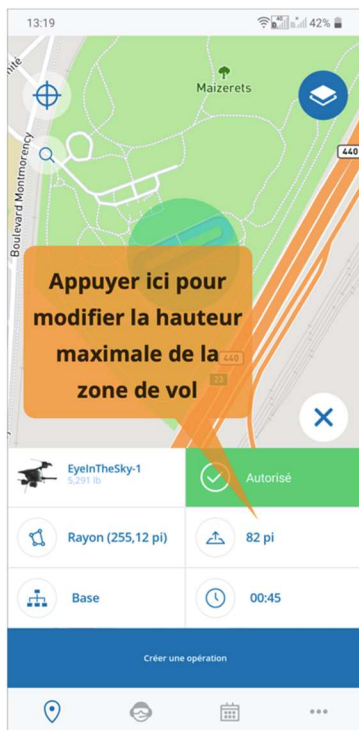 13:19
42%
Maizerets
Boulevard Montmorency
440
Appuyer ici pour
modifier la hauteur
maximale de la
zone de vol
440
23
EyeInTheSky-1
5,291 lb
Autorisé
Rayon (255,12 pi)
82 pi
Base
00:45
Créer une opération